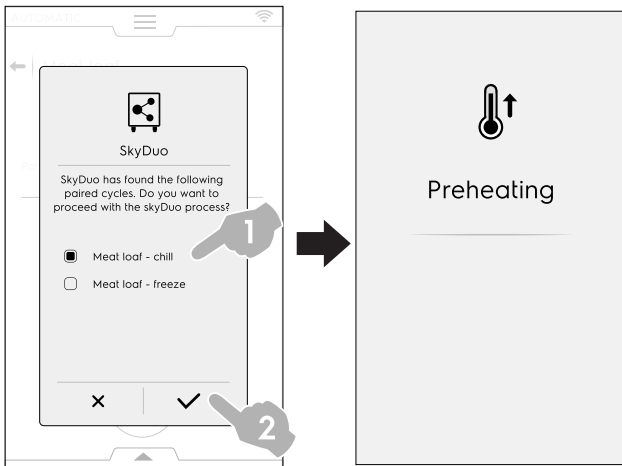 AUTOMATIC
SkyDuo
SkyDuo has found the following
paired cycles. Do you want to
proceed with the skyDuo process?
Meat loaf - chill
Meat loaf - freeze
1
2
Preheating